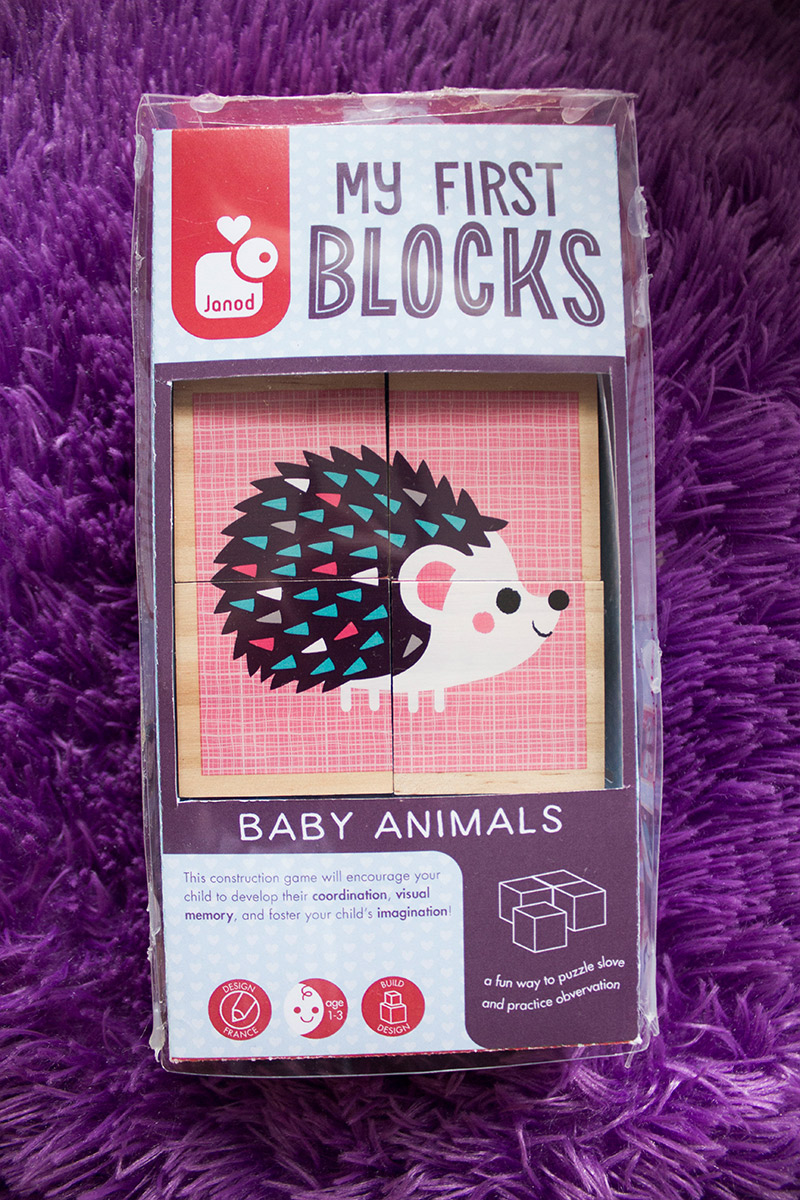 Janod
MY FIRST
BLOCKS
BABY ANIMALS
This construction game will encourage your
child to develop their coordination, visual
memory, and foster your child's imagination!
DESIGN
FRANCE
age
1-3
BUILD
DESIGN
a fun way to puzzle slove
and practice obvervation